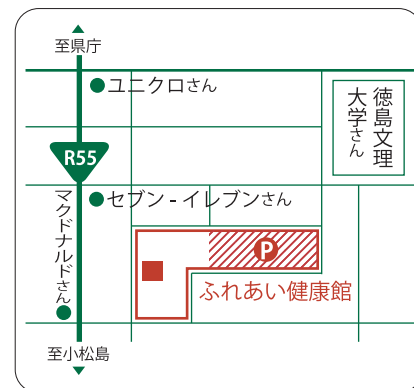 至県庁
ユニクロさん
徳島文理
大学さん
R55
セブン-イレブンさん
マクドナルドさん
P
ふれあい健康館
至小松島